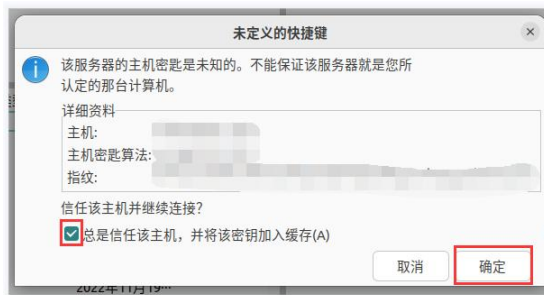 未定义的快捷键
该服务器的主机密匙是未知的。不能保证该服务器就是您所
认定的那台计算机。
详细资料
主机:
主机密匙算法:
指纹:
信任该主机并继续连接?
总是信任该主机，并将该密钥加入缓存(A)
取消
确定
2022年11月19…